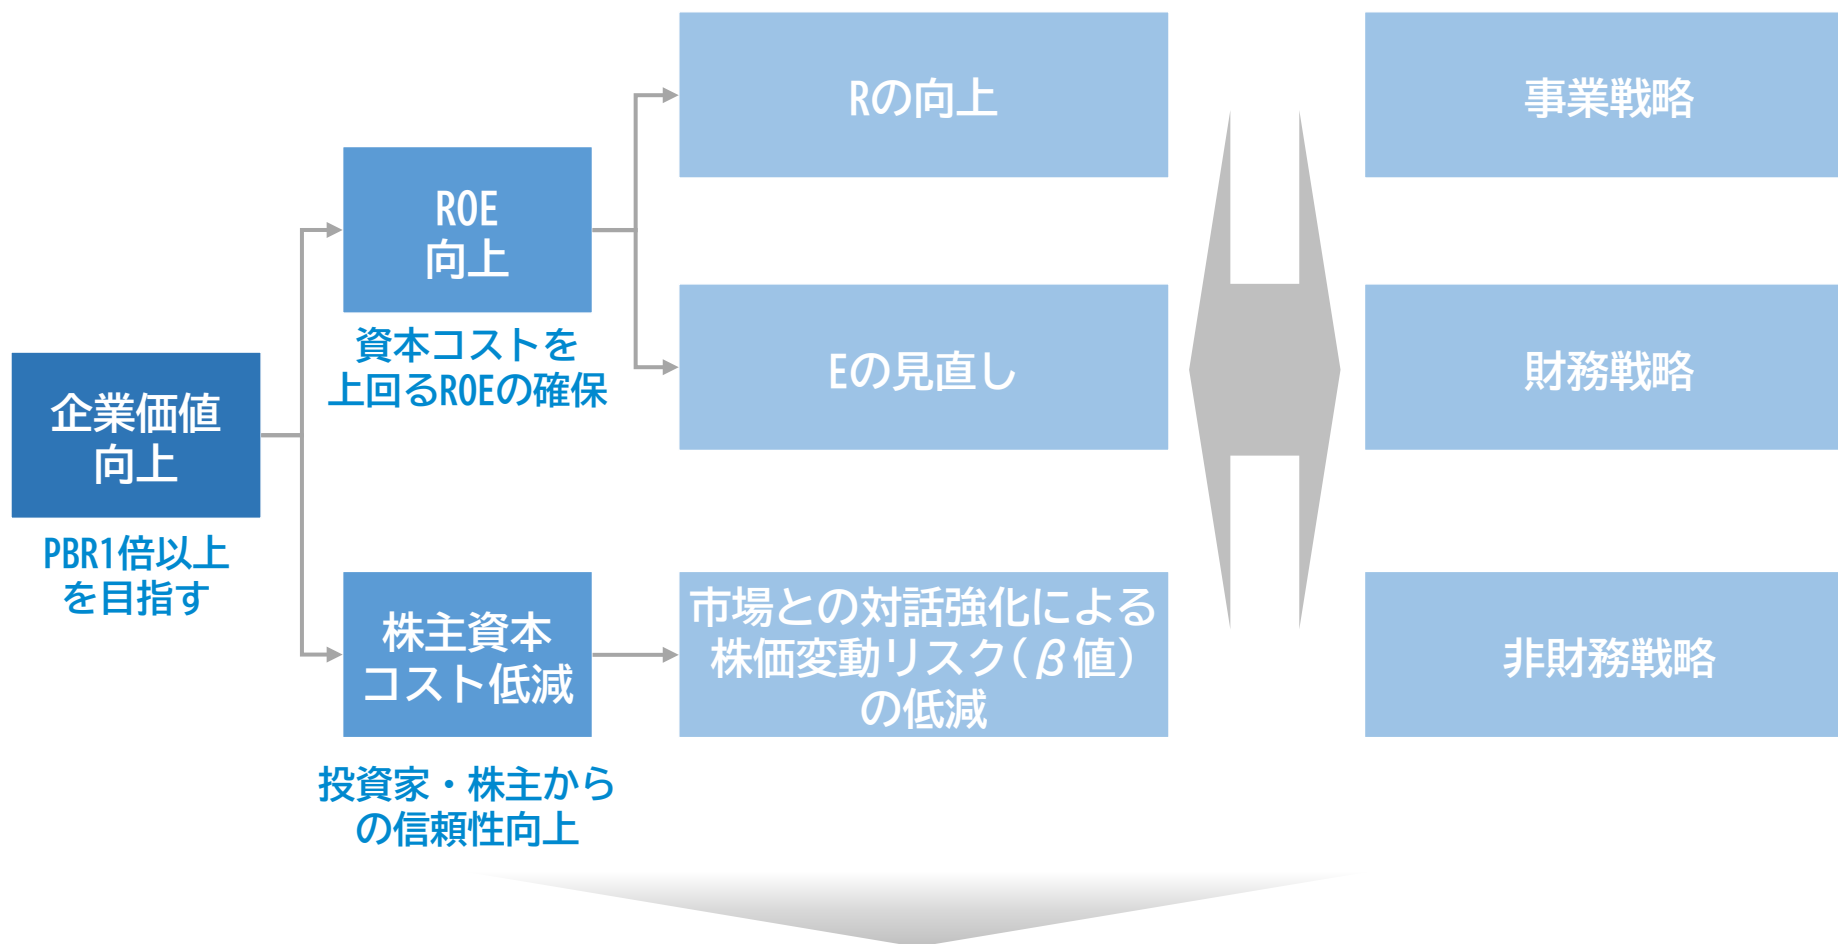 企業価値
向上
PBR1倍以上
を目指す
ROE
向上
資本コストを
上回るROEの確保
株主資本
コスト低減
投資家・株主から
の信頼性向上
Rの向上
Eの見直し
市場との対話強化による
株価変動リスク（β値）
の低減
事業戦略
財務戦略
非財務戦略